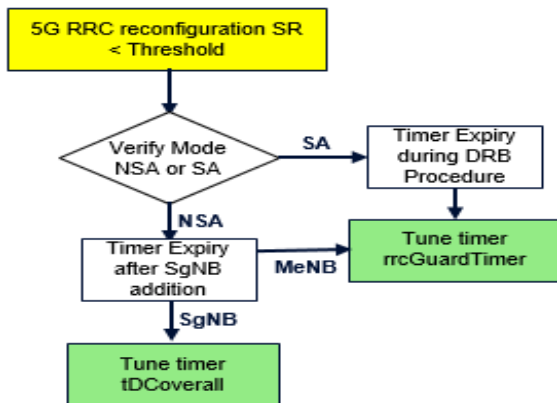 5G RRC reconfiguration SR
< Threshold
Verify Mode
NSA or SA
SA
Timer Expiry
during DRB
Procedure
NSA
Timer Expiry
after SgNB
addition
MeNB
Tune timer
rrcGuardTimer
SgNB
Tune timer
tDCoverall